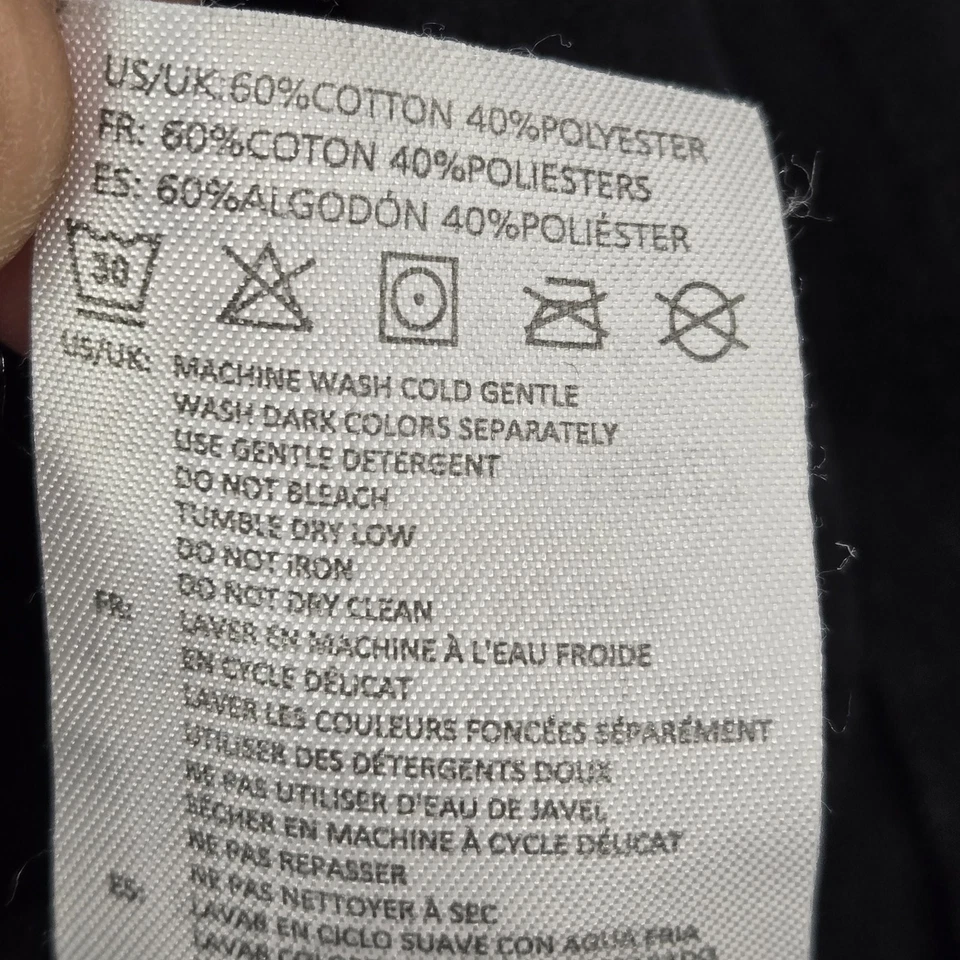 US/UK:60%COTTON 40%POLYESTER
FR: 60%COTON 40%POLIESTERS
ES: 60%ALGODÓN 40%POLIÉSTER
30
US/UK: MACHINE WASH COLD GENTLE
WASH DARK COLORS SEPARATELY
USE GENTLE DETERGENT
DO NOT BLEACH
TUMBLE DRY LOW
DO NOT IRON
DO NOT DRY CLEAN
FR: LAVER EN MACHINE À L'EAU FROIDE
EN CYCLE DÉLICAT
LAVER LES COULEURS FONCÉES SÉPARÉMENT
UTILISER DES DÉTERGENTS DOUX
NE PAS UTILISER D'EAU DE JAVEL
SÉCHER EN MACHINE À CYCLE DÉLICAT
NE PAS REPASSER
NE PAS NETTOYER À SEC
ES: LAVAR EN CICLO SUAVE CON AGUA FRIA
LAVAR